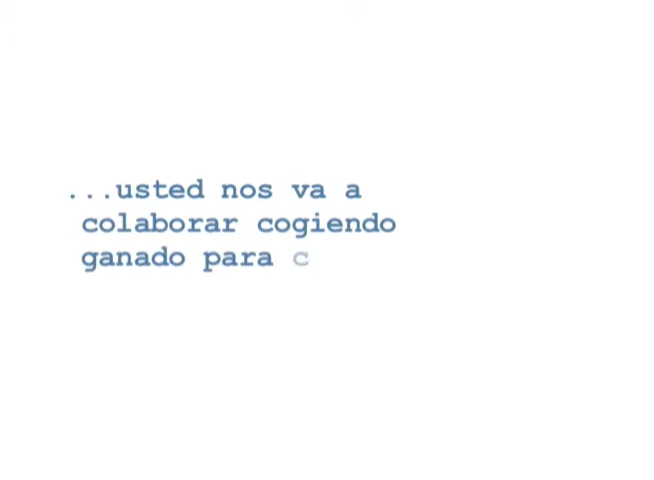 ...usted nos va a
colaborar cogiendo
ganado para c